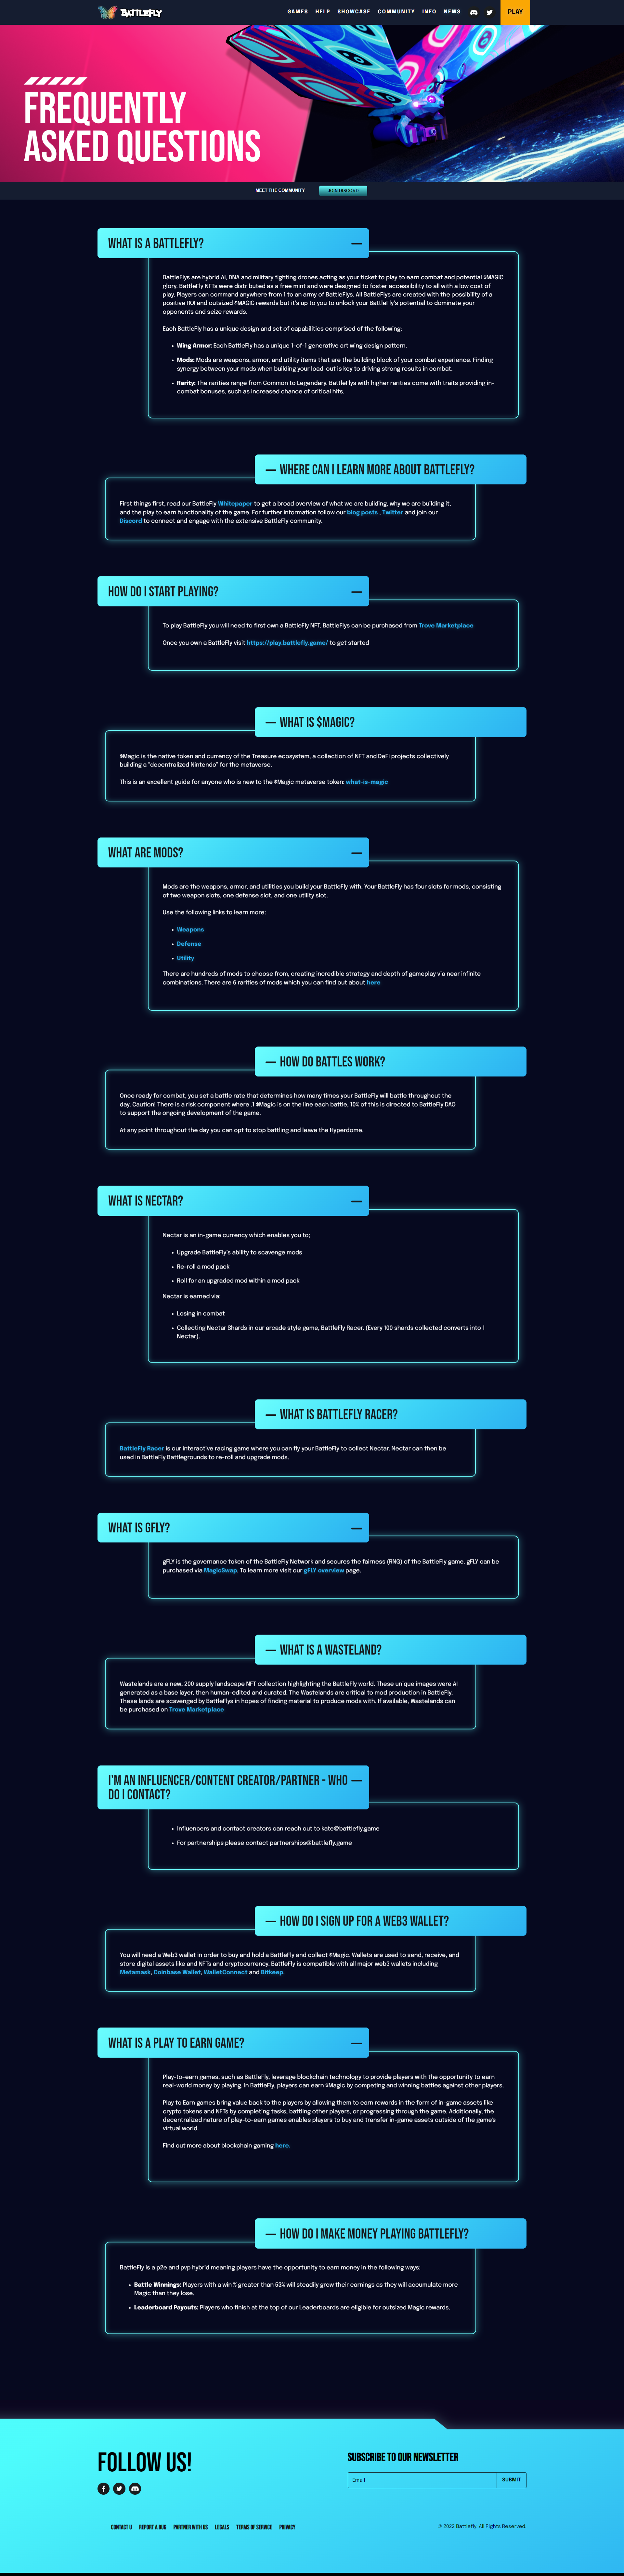 BATTLEFLY
GAMES HELP SHOWCASE COMMUNITY INFO NEWS PLAY
FREQUENTLY
ASKED QUESTIONS
MEET THE COMMUNITY JOIN DISCORD
WHAT IS A BATTLEFLY?
BattleFlys are hybrid AI, DNA and military fighting drones acting as your ticket to play to earn combat and potential $MAGIC
glory. BattleFly NFTs were distributed as a free mint and were designed to foster accessibility to all with a low cost of
play. Players can command anywhere from 1 to an army of BattleFlys. All BattleFlys are created with the possibility of a
positive ROI and outsized $MAGIC rewards but it's up to you to unlock your BattleFly's potential to dominate your
opponents and seize rewards.
Each BattleFly has a unique design and set of capabilities comprised of the following:
• Wing Armor: Each BattleFly has a unique 1-of-1 generative art wing design pattern.
• Mods: Mods are weapons, armor, and utility items that are the building block of your combat experience. Finding
synergy between your mods when building your load-out is key to driving strong results in combat.
• Rarity: The rarities range from Common to Legendary. BattleFlys with higher rarities come with traits providing in-
combat bonuses, such as increased chance of critical hits.
— WHERE CAN I LEARN MORE ABOUT BATTLEFLY?
First things first, read our BattleFly Whitepaper to get a broad overview of what we are building, why we are building it,
and the play to earn functionality of the game. For further information follow our blog posts , Twitter and join our
Discord to connect and engage with the extensive BattleFly community.
HOW DO I START PLAYING?
To play BattleFly you will need to first own a BattleFly NFT. BattleFlys can be purchased from Trove Marketplace
Once you own a BattleFly visit https://play.battlefly.game/ to get started
— WHAT IS $MAGIC?
$Magic is the native token and currency of the Treasure ecosystem, a collection of NFT and DeFi projects collectively
building a "decentralized Nintendo" for the metaverse.
This is an excellent guide for anyone who is new to the $Magic metaverse token: what-is-magic
WHAT ARE MODS?
Mods are the weapons, armor, and utilities you build your BattleFly with. Your BattleFly has four slots for mods, consisting
of two weapon slots, one defense slot, and one utility slot.
Use the following links to learn more:
• Weapons
• Defense
• Utility
There are hundreds of mods to choose from, creating incredible strategy and depth of gameplay via near infinite
combinations. There are 6 rarities of mods which you can find out about here
— HOW DO BATTLES WORK?
Once ready for combat, you set a battle rate that determines how many times your BattleFly will battle throughout the
day. Caution! There is a risk component where .1 $Magic is on the line each battle, 10% of this is directed to BattleFly DAO
to support the ongoing development of the game.
At any point throughout the day you can opt to stop battling and leave the Hyperdome.
WHAT IS NECTAR?
Nectar is an in-game currency which enables you to;
• Upgrade BattleFly's ability to scavenge mods
• Re-roll a mod pack
• Roll for an upgraded mod within a mod pack
Nectar is earned via:
• Losing in combat
• Collecting Nectar Shards in our arcade style game, BattleFly Racer. (Every 100 shards collected converts into 1
Nectar).
— WHAT IS BATTLEFLY RACER?
BattleFly Racer is our interactive racing game where you can fly your BattleFly to collect Nectar. Nectar can then be
used in BattleFly Battlegrounds to re-roll and upgrade mods.
WHAT IS GFLY?
gFLY is the governance token of the BattleFly Network and secures the fairness (RNG) of the BattleFly game. gFLY can be
purchased via MagicSwap. To learn more visit our gFLY overview page.
— WHAT IS A WASTELAND?
Wastelands are a new, 200 supply landscape NFT collection highlighting the BattleFly world. These unique images were AI
generated as a base layer, then human-edited and curated. The Wastelands are critical to mod production in BattleFly.
These lands are scavenged by BattleFlys in hopes of finding material to produce mods with. If available, Wastelands can
be purchased on Trove Marketplace
I'M AN INFLUENCER/CONTENT CREATOR/PARTNER - WHO
DO I CONTACT?
• Influencers and contact creators can reach out to kate@battlefly.game
• For partnerships please contact partnerships@battlefly.game
— HOW DO I SIGN UP FOR A WEB3 WALLET?
You will need a Web3 wallet in order to buy and hold a BattleFly and collect $Magic. Wallets are used to send, receive, and
store digital assets like and NFTs and cryptocurrency. BattleFly is compatible with all major web3 wallets including
Metamask, Coinbase Wallet, WalletConnect and Bitkeep.
WHAT IS A PLAY TO EARN GAME?
Play-to-earn games, such as BattleFly, leverage blockchain technology to provide players with the opportunity to earn
real-world money by playing. In BattleFly, players can earn $Magic by competing and winning battles against other players.
Play to Earn games bring value back to the players by allowing them to earn rewards in the form of in-game assets like
crypto tokens and NFTs by completing tasks, battling other players, or progressing through the game. Additionally, the
decentralized nature of play-to-earn games enables players to buy and transfer in-game assets outside of the game's
virtual world.
Find out more about blockchain gaming here.
— HOW DO I MAKE MONEY PLAYING BATTLEFLY?
BattleFly is a p2e and pvp hybrid meaning players have the opportunity to earn money in the following ways:
• Battle Winnings: Players with a win % greater than 53% will steadily grow their earnings as they will accumulate more
Magic than they lose.
• Leaderboard Payouts: Players who finish at the top of our Leaderboards are eligible for outsized Magic rewards.
FOLLOW US!
SUBSCRIBE TO OUR NEWSLETTER
Email SUBMIT
CONTACT U REPORT A BUG PARTNER WITH US LEGALS TERMS OF SERVICE PRIVACY
© 2022 Battlefly. All Rights Reserved.